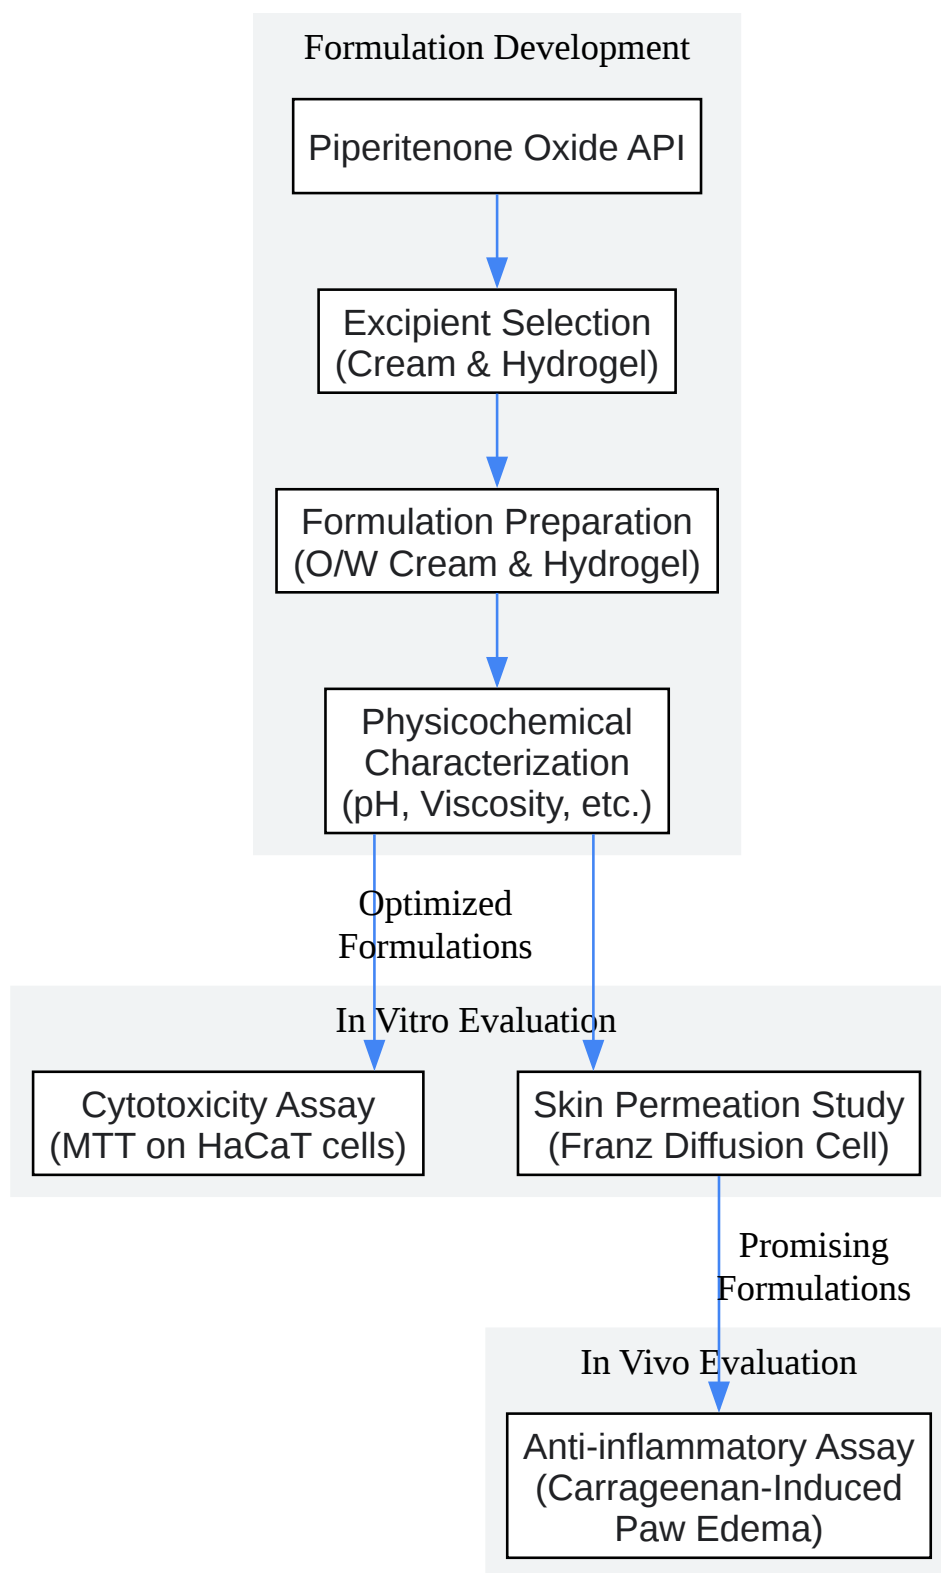 Formulation Development
Piperitenone Oxide API
Excipient Selection
(Cream & Hydrogel)
Formulation Preparation
(O/W Cream & Hydrogel)
Physicochemical
Characterization
(pH, Viscosity, etc.)
Optimized
Formulations
In Vitro Evaluation
Cytotoxicity Assay
(MTT on HaCaT cells)
Skin Permeation Study
(Franz Diffusion Cell)
Promising
Formulations
In Vivo Evaluation
Anti-inflammatory Assay
(Carrageenan-Induced
Paw Edema)